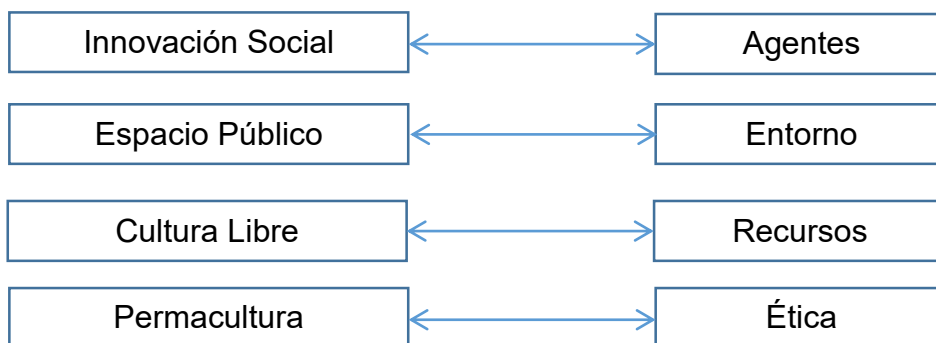 Innovación Social
Agentes
Espacio Público
Entorno
Cultura Libre
Recursos
Permacultura
Ética